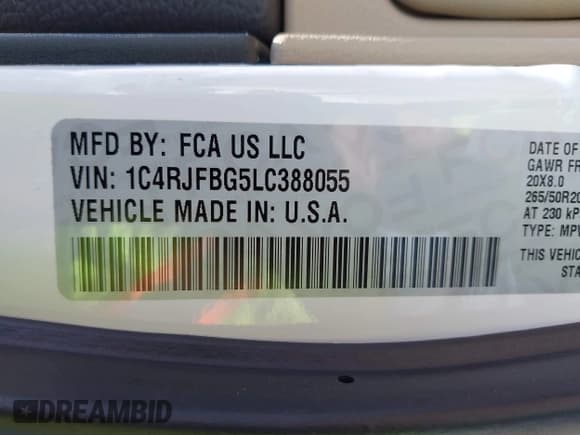 MFD BY: FCA US LLC
VIN: 1C4RJFBG5LC388055
VEHICLE MADE IN: U.S.A.
DATE OF
GAWR FR
20X8.0
265/50R20
AT 230 kP
TYPE: MPV
THIS VEHIC
STA
DREAMBID